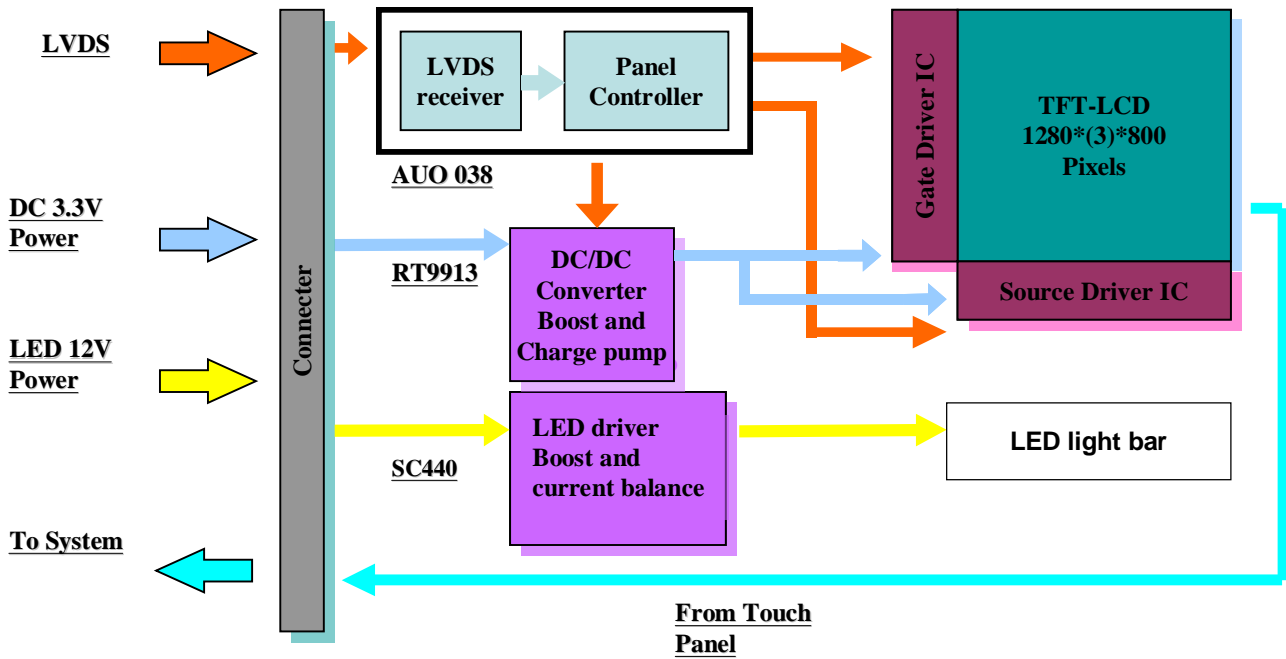 LVDS
LVDS
receiver
Panel
Controller
Gate Driver IC
TFT-LCD
1280*(3)*800
Pixels
AUO 038
DC 3.3V
Power
RT9913
DC/DC
Converter
Boost and
Charge pump
Source Driver IC
Connecter
LED 12V
Power
SC440
LED driver
Boost and
current balance
LED light bar
To System
From Touch
Panel